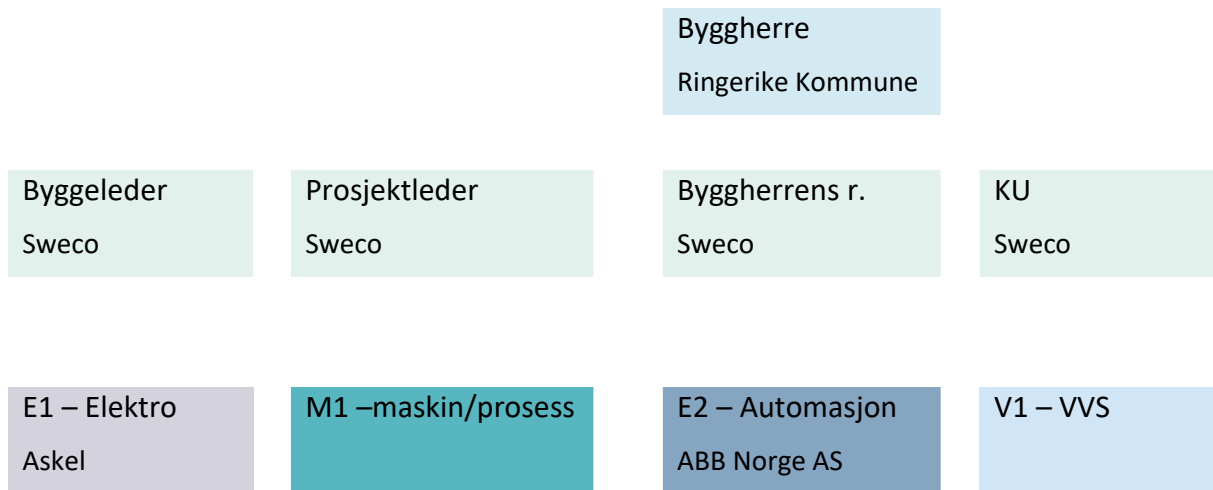 Byggherre
Ringerike Kommune
Byggeleder
Sweco
Prosjektleder
Sweco
Byggherrens r.
Sweco
KU
Sweco
E1 – Elektro
Askel
M1 –maskin/prosess
E2 – Automasjon
ABB Norge AS
V1 – VVS